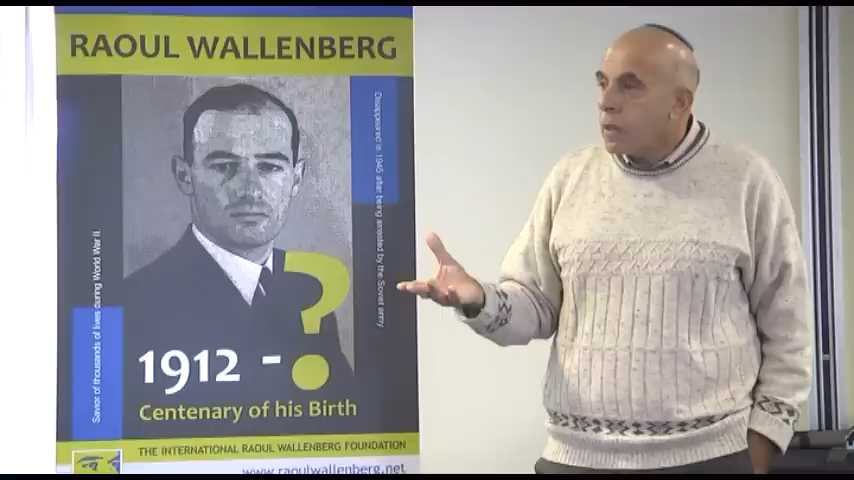 RAOUL WALLENBERG
Disappeared in 1945 after being arrested by the Soviet army
Savior of thousands of lives during World War II.
1912 - ?
Centenary of his Birth
THE INTERNATIONAL RAOUL WALLENBERG FOUNDATION
www.raoulwallenberg.net